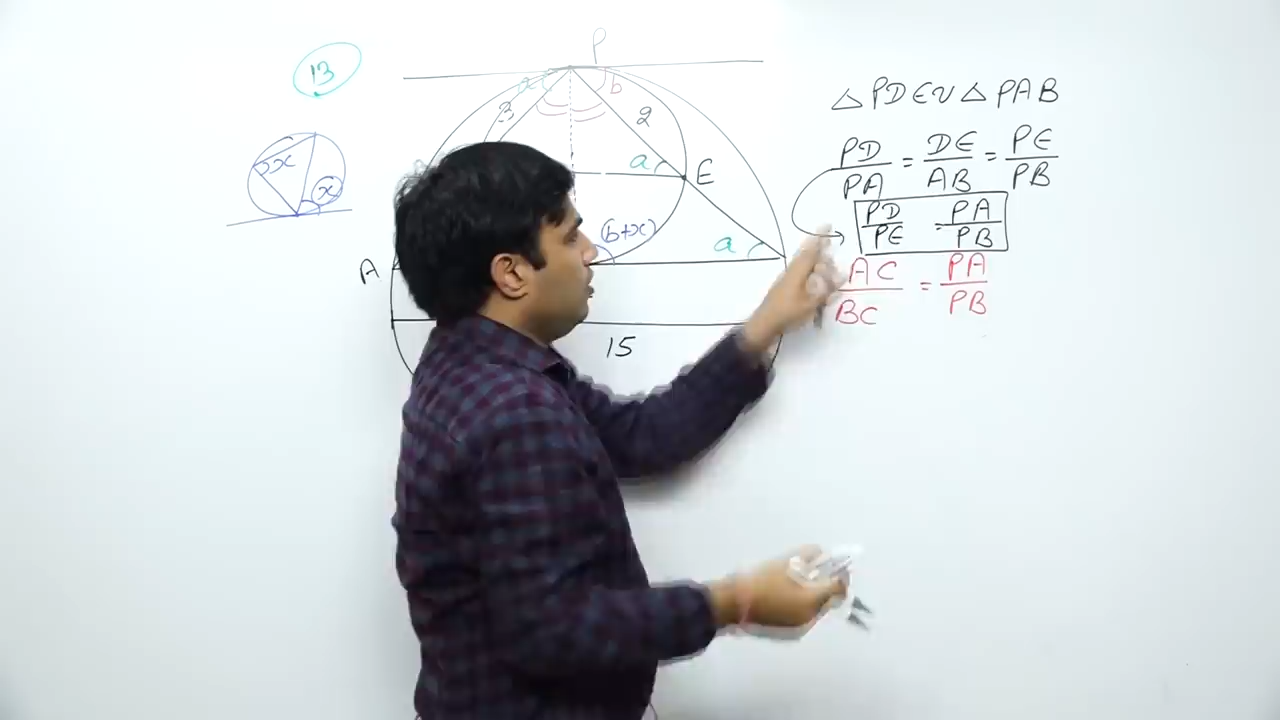 13
P
a b
3 2
x x
a E
(b+x) a
A
15
△PDE ~ △PAB
PD/PA = DE/AB = PE/PB
PD/PE = PA/PB
AC/BC = PA/PB